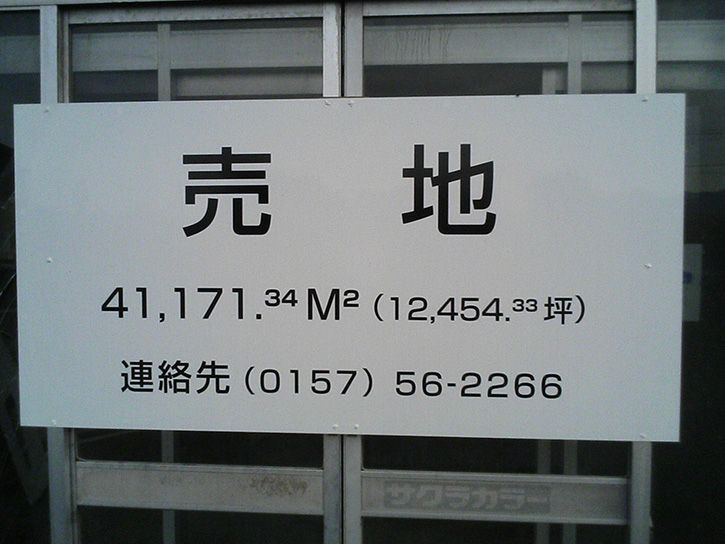 売 地
41,171.34 M² (12,454.33 坪)
連絡先 (0157) 56-2266
サクラカラー